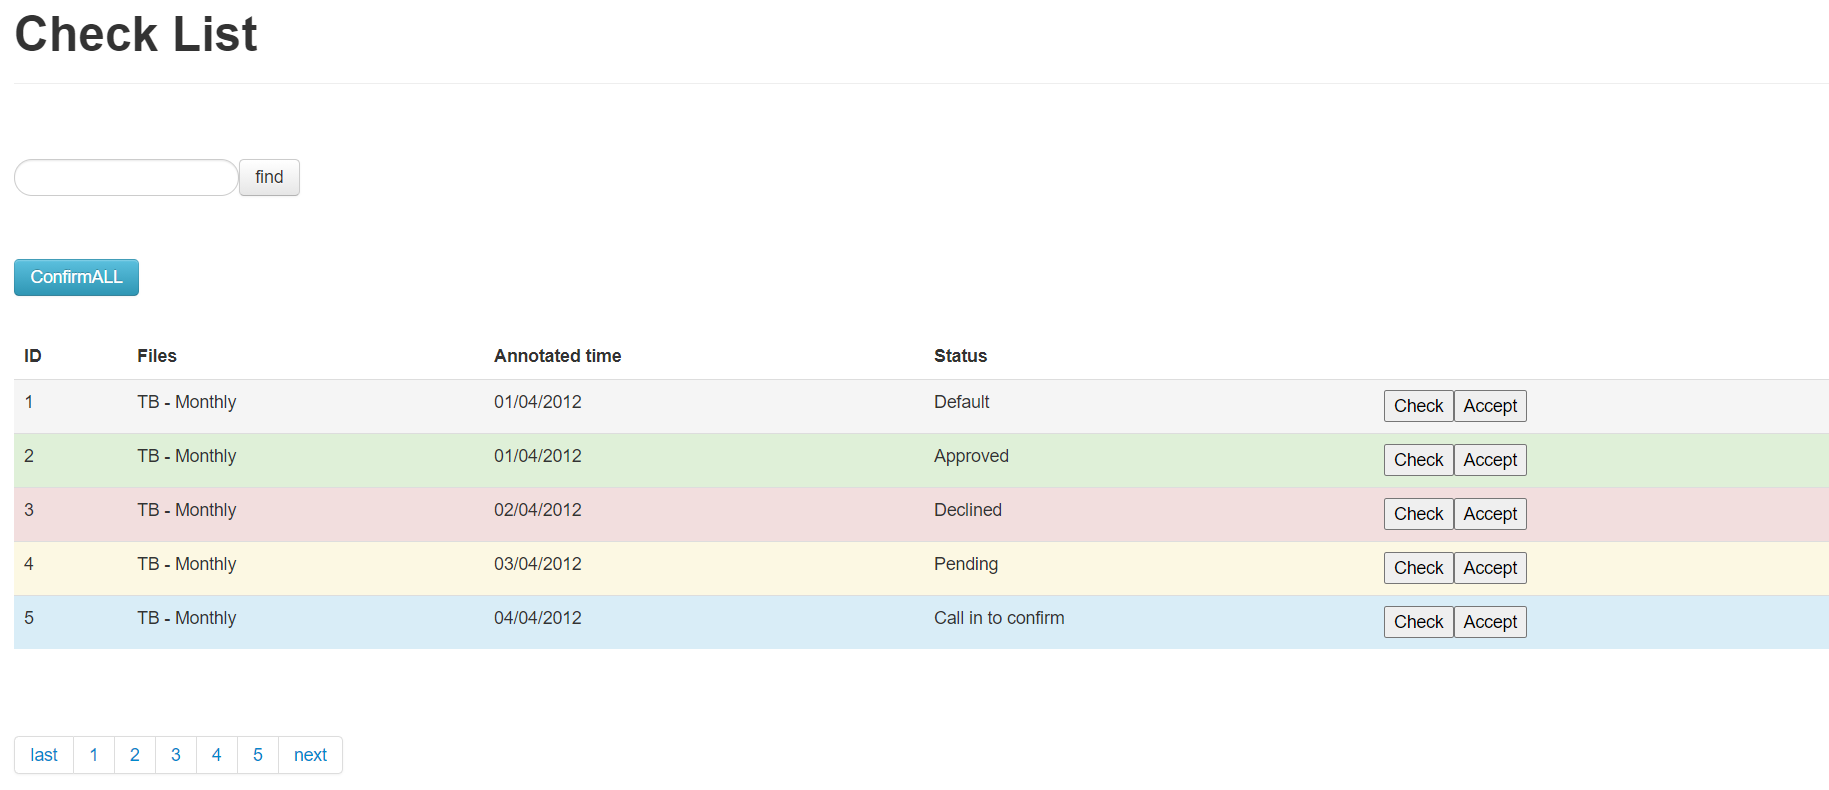 Check List
find
ConfirmALL
ID Files Annotated time Status
1 TB - Monthly 01/04/2012 Default Check Accept
2 TB - Monthly 01/04/2012 Approved Check Accept
3 TB - Monthly 02/04/2012 Declined Check Accept
4 TB - Monthly 03/04/2012 Pending Check Accept
5 TB - Monthly 04/04/2012 Call in to confirm Check Accept
last 1 2 3 4 5 next